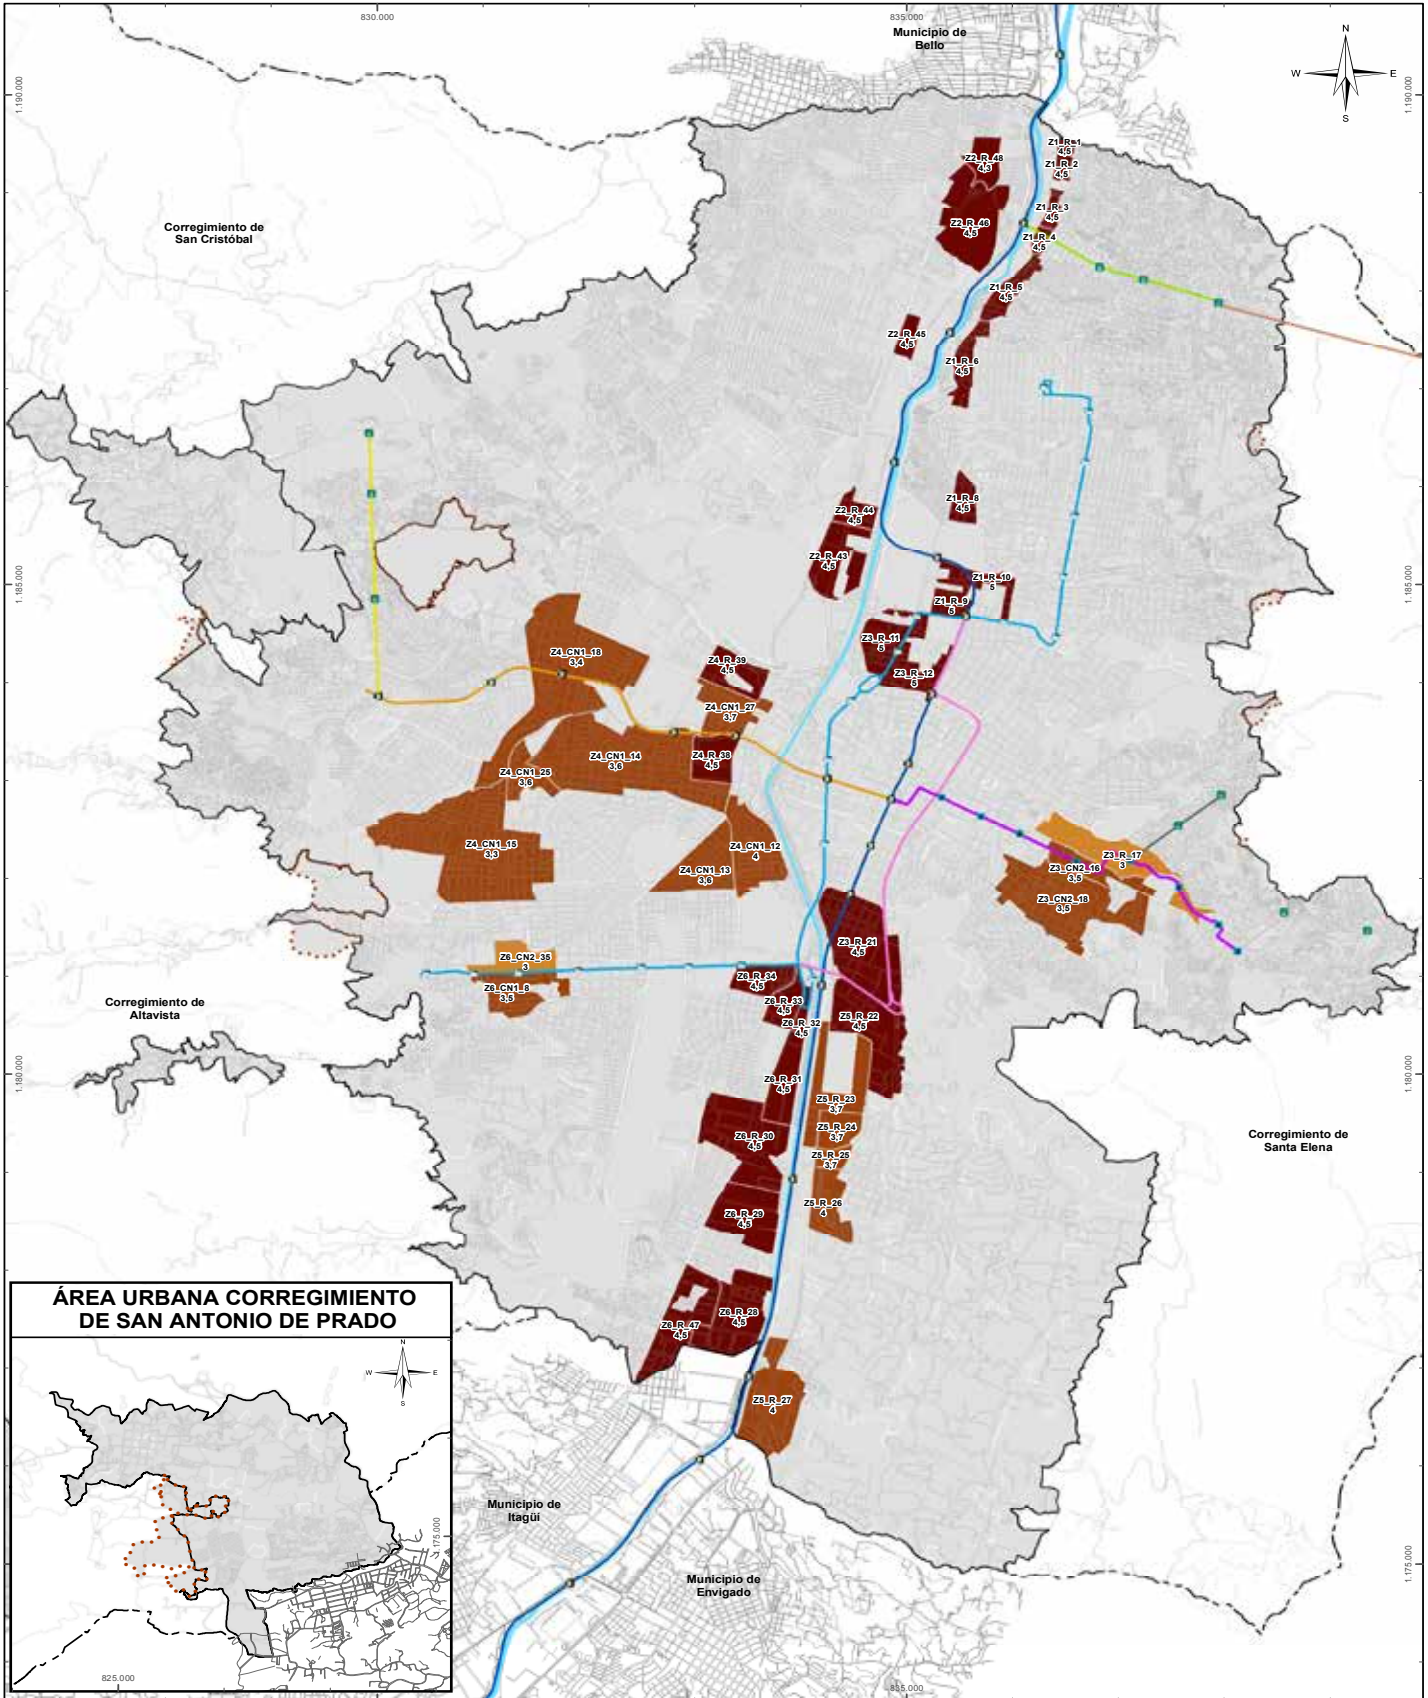 830.000
835.000
Municipio de
Bello
N
W
E
S
1.190.000
1.190.000
Z1_R_1
4,5
Z1_R_2
4,5
Z2_R_48
4,3
Z1_R_3
4,5
Z2_R_46
4,5
Z1_R_4
4,5
Corregimiento de
San Cristóbal
Z1_R_5
4,5
Z2_R_45
4,5
Z1_R_6
4,5
Z1_R_8
4,5
Z2_R_44
4,5
Z2_R_43
4,5
1.185.000
1.185.000
Z1_R_10
5
Z1_R_9
5
Z3_R_11
5
Z3_R_12
5
Z4_CN1_18
3,4
Z4_R_39
4,5
Z4_CN1_27
3,7
Z4_CN1_14
3,6
Z4_R_38
4,5
Z4_CN1_25
3,6
Z4_CN1_15
3,3
Z4_CN1_12
4
Z4_CN1_13
3,6
Z3_R_17
3
Z3_CN2_16
3,5
Z3_CN2_18
3,5
Z3_R_21
4,5
Z6_CN2_35
3
Z6_CN1_8
3,5
Z6_R_34
4,5
Z6_R_33
4,5
Z6_R_32
4,5
Z5_R_22
4,5
Corregimiento de
Altavista
1.180.000
1.180.000
Z6_R_31
4,5
Z5_R_23
3,7
Z5_R_24
3,7
Z6_R_30
4,5
Z5_R_25
3,7
Corregimiento de
Santa Elena
Z5_R_26
4
Z6_R_29
4,5
Z6_R_28
4,5
Z6_R_47
4,5
Z5_R_27
4
ÁREA URBANA CORREGIMIENTO
DE SAN ANTONIO DE PRADO
N
W
E
S
1.175.000
1.175.000
Municipio de
Itagüi
Municipio de
Envigado
825.000
835.000